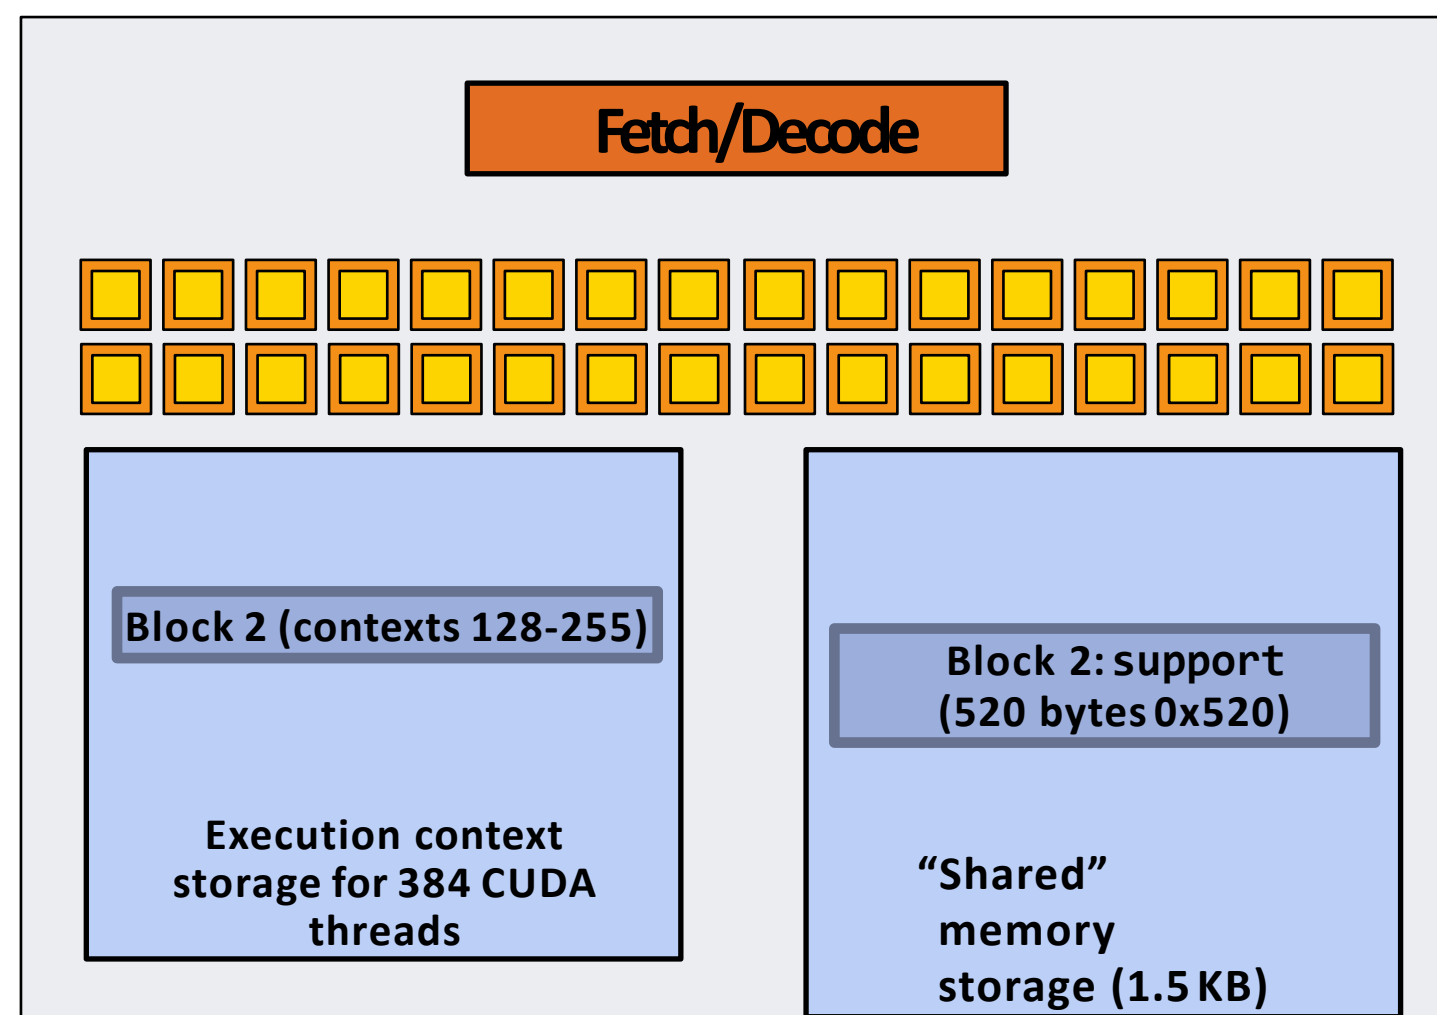 Fetch/Decode
Block 2 (contexts 128-255)
Execution context
storage for 384 CUDA
threads
Block 2: support
(520 bytes 0x520)
“Shared”
memory
storage (1.5 KB)